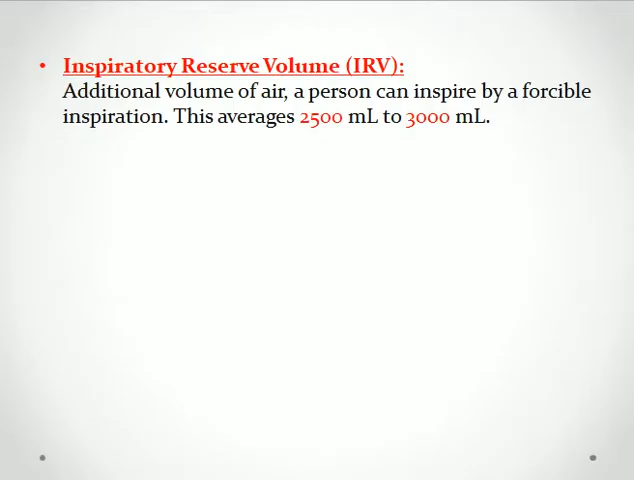 • Inspiratory Reserve Volume (IRV):
Additional volume of air, a person can inspire by a forcible
inspiration. This averages 2500 mL to 3000 mL.